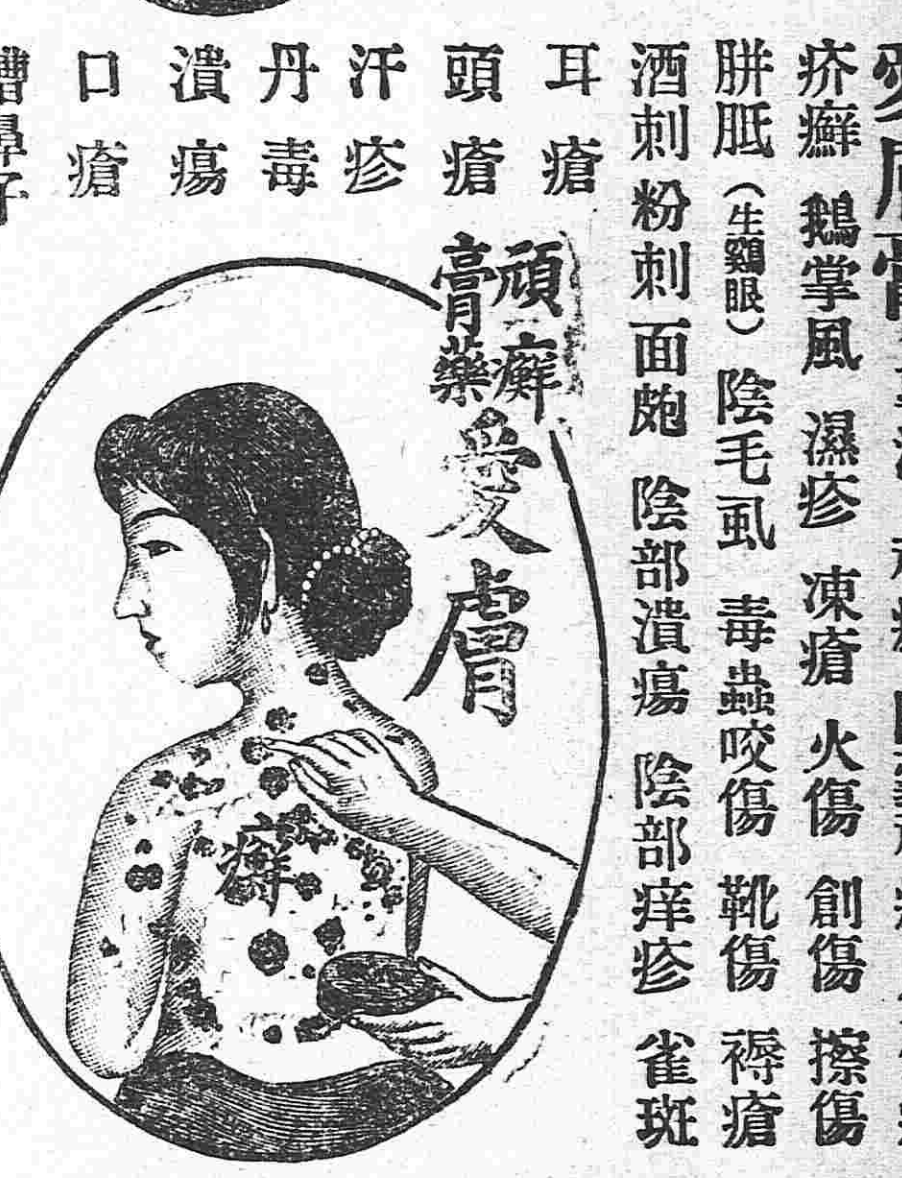 疥癬 鵝掌風 濕疹 凍瘡 火傷 創傷 擦傷
胼胝（生鷄眼）陰毛虱 毒蟲咬傷 靴傷 褥瘡
酒刺 粉刺 面皰 陰部潰瘍 陰部痒疹 雀斑
耳瘡
頭瘡
汗疹
丹毒
潰瘍
口瘡
頑癬
膏藥
愛膚
癬